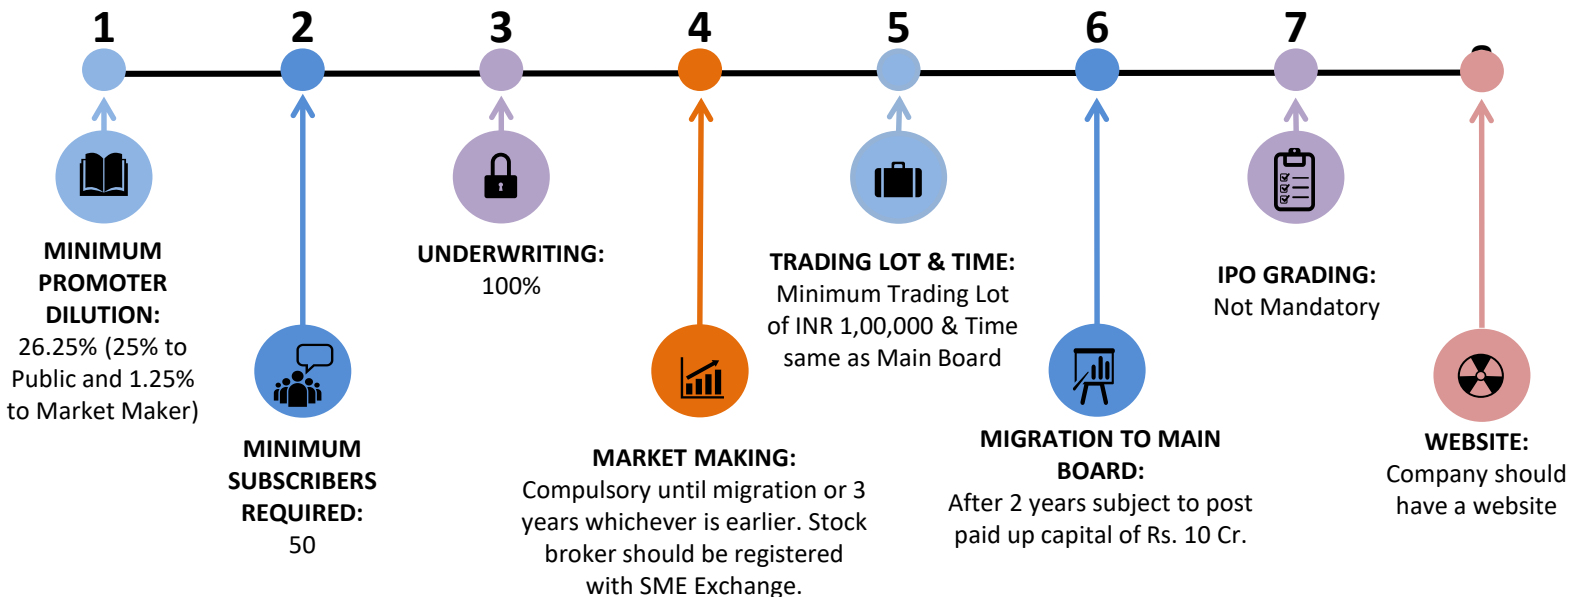 1
MINIMUM
PROMOTER
DILUTION:
26.25% (25% to
Public and 1.25%
to Market Maker)
2
MINIMUM
SUBSCRIBERS
REQUIRED:
50
3
UNDERWRITING:
100%
4
MARKET MAKING:
Compulsory until migration or 3
years whichever is earlier. Stock
broker should be registered
with SME Exchange.
5
TRADING LOT & TIME:
Minimum Trading Lot
of INR 1,00,000 & Time
same as Main Board
6
MIGRATION TO MAIN
BOARD:
After 2 years subject to post
paid up capital of Rs. 10 Cr.
7
IPO GRADING:
Not Mandatory
WEBSITE:
Company should
have a website